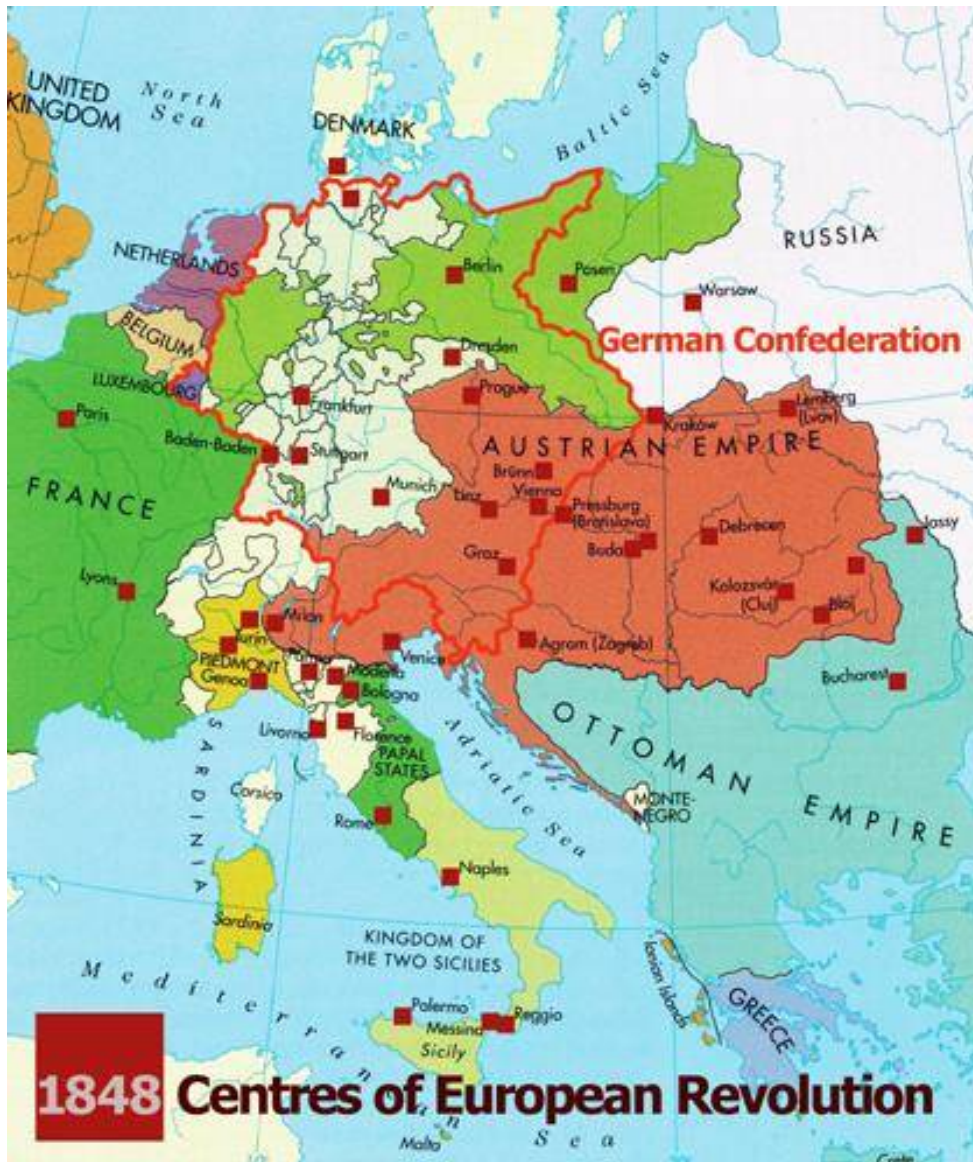 UNITED
KINGDOM
North
Sea
DENMARK
Baltic Sea
NETHERLANDS
Berlin
Posen
RUSSIA
Warsaw
BELGIUM
German Confederation
Dresden
LUXEMBOURG
Prague
Frankfurt
Lemberg
(Lvov)
Paris
Kraków
Baden-Baden
Stuttgart
AUSTRIAN EMPIRE
Brünn
FRANCE
Munich
Linz
Vienna
Pressburg
(Bratislava)
Debrecen
Jassy
Buda
Graz
Lyons
Kolozsvár
(Cluj)
Blaj
Milan
Turin
Agram (Zagreb)
Venice
PIEDMONT
Parma
Modena
Genoa
Bologna
Bucharest
Livorno
Florence
OTTOMAN EMPIRE
SARDINIA
PAPAL
STATES
Adriatic Sea
Corsica
MONTE-
NEGRO
Rome
Naples
Sardinia
KINGDOM OF
THE TWO SICILIES
Ionian Islands
Mediterranean Sea
Palermo
Reggio
Messina
GREECE
Sicily
1848 Centres of European Revolution
Malta
Crete